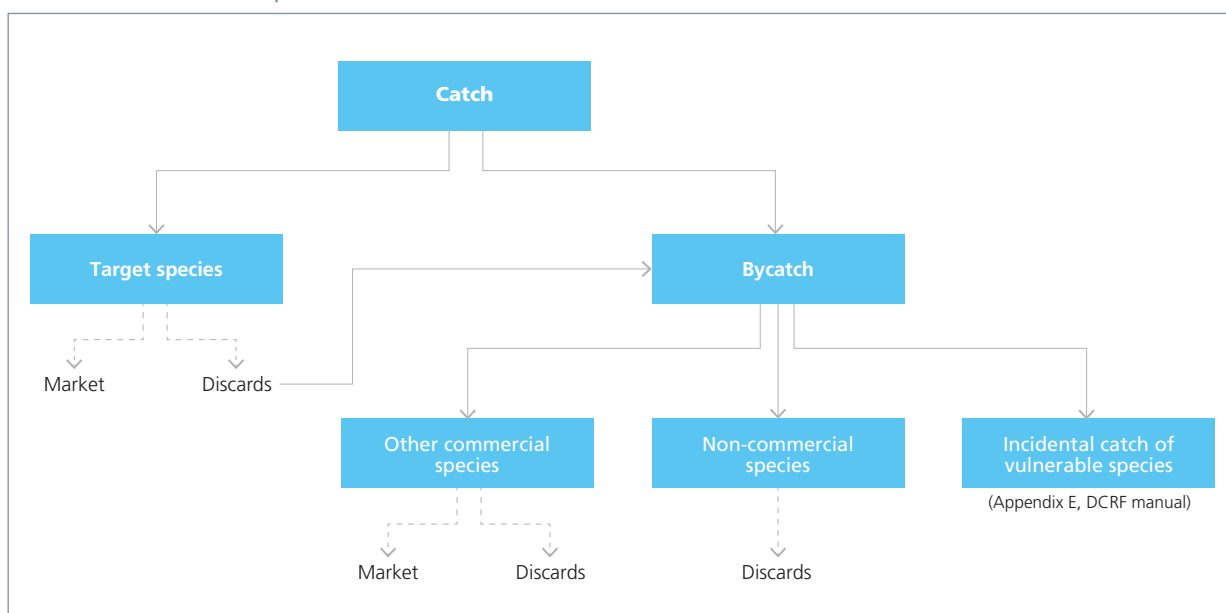 Catch
Target species
Bycatch
Market
Discards
Other commercial
species
Non-commercial
species
Incidental catch of
vulnerable species
(Appendix E, DCRF manual)
Market
Discards
Discards